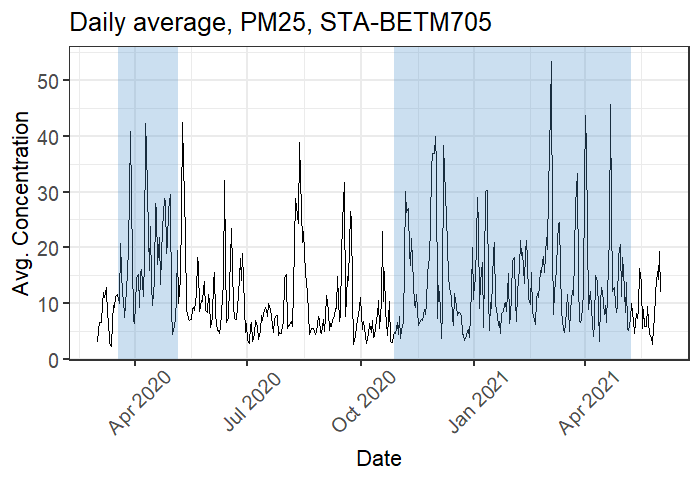 Daily average, PM25, STA-BETM705
Avg. Concentration
50
40
30
20
10
0
Apr 2020
Jul 2020
Oct 2020
Jan 2021
Apr 2021
Date